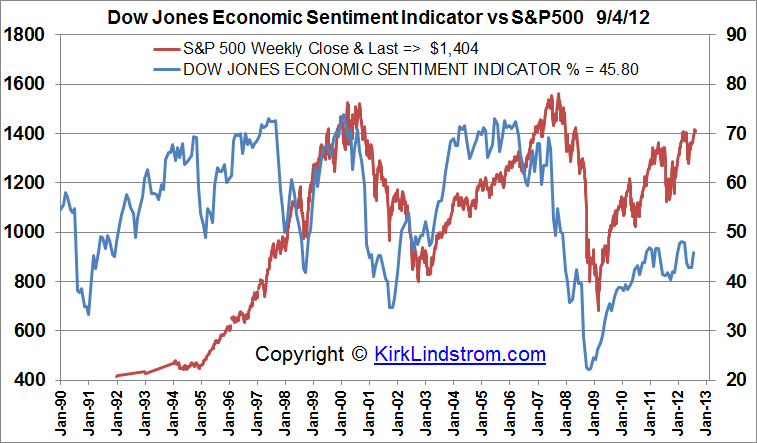 Dow Jones Economic Sentiment Indicator vs S&P500 9/4/12
S&P 500 Weekly Close & Last => $1,404
DOW JONES ECONOMIC SENTIMENT INDICATOR % = 45.80
1800
1600
1400
1200
1000
800
600
400
90
80
70
60
50
40
30
20
Copyright © KirkLindstrom.com
Jan-90
Jan-91
Jan-92
Jan-93
Jan-94
Jan-95
Jan-96
Jan-97
Jan-98
Jan-99
Jan-00
Jan-01
Jan-02
Jan-03
Jan-04
Jan-05
Jan-06
Jan-07
Jan-08
Jan-09
Jan-10
Jan-11
Jan-12
Jan-13